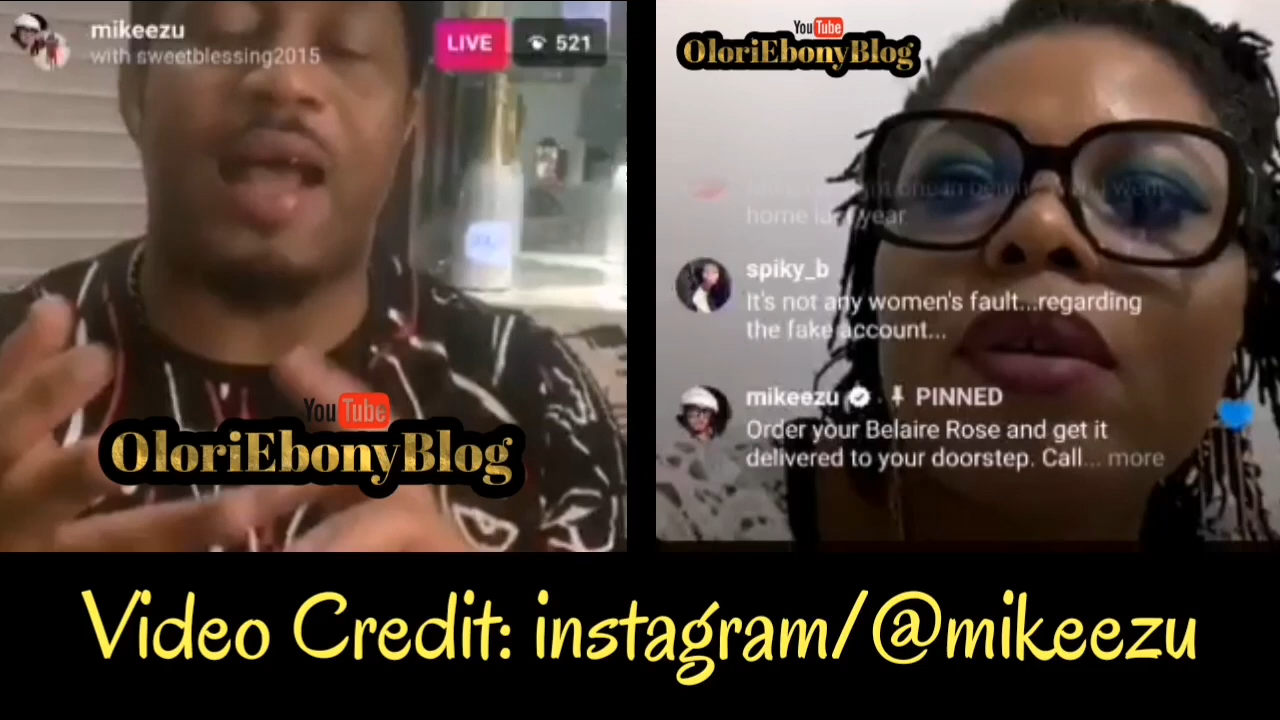 mikeezu
with sweetblessing2015
LIVE
521
YouTube
OloriEbonyBlog
YouTube
OloriEbonyBlog
went
home last year
spiky_b
It's not any women's fault...regarding
the fake account...
mikeezu PINNED
Order your Belaire Rose and get it
delivered to your doorstep. Call... more
Video Credit: instagram/@mikeezu